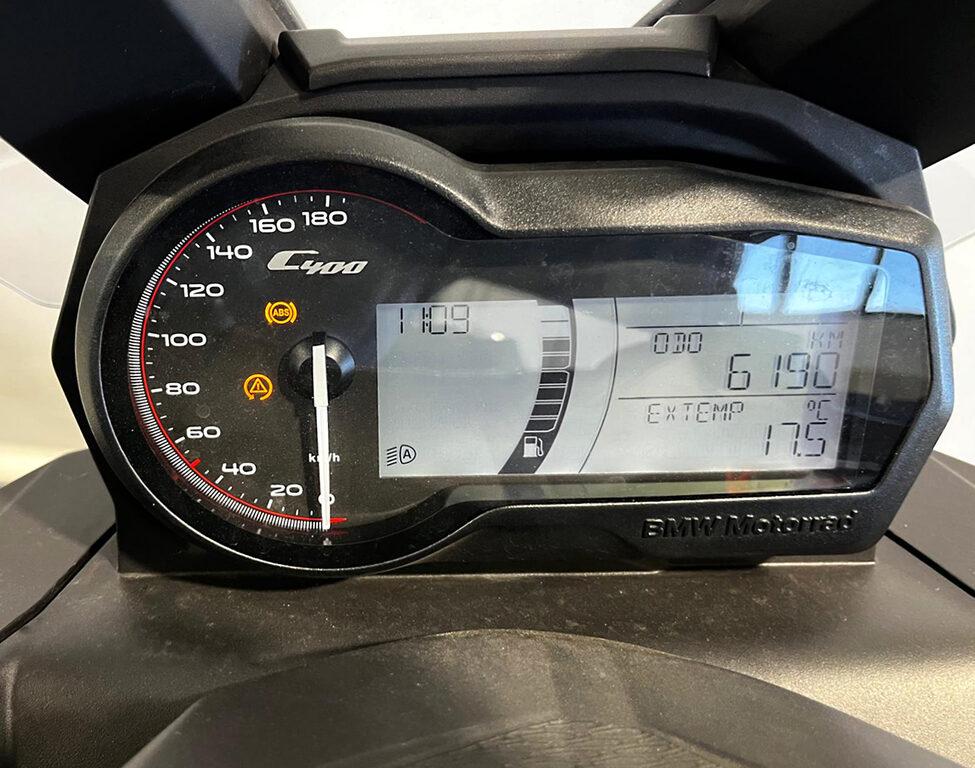 180
160
140
C400
120
ABS
100
80
60
40
km/h
20
0
11:09
A
ODO KM
6190
EXTEMP °C
17.5
BMW Motorrad